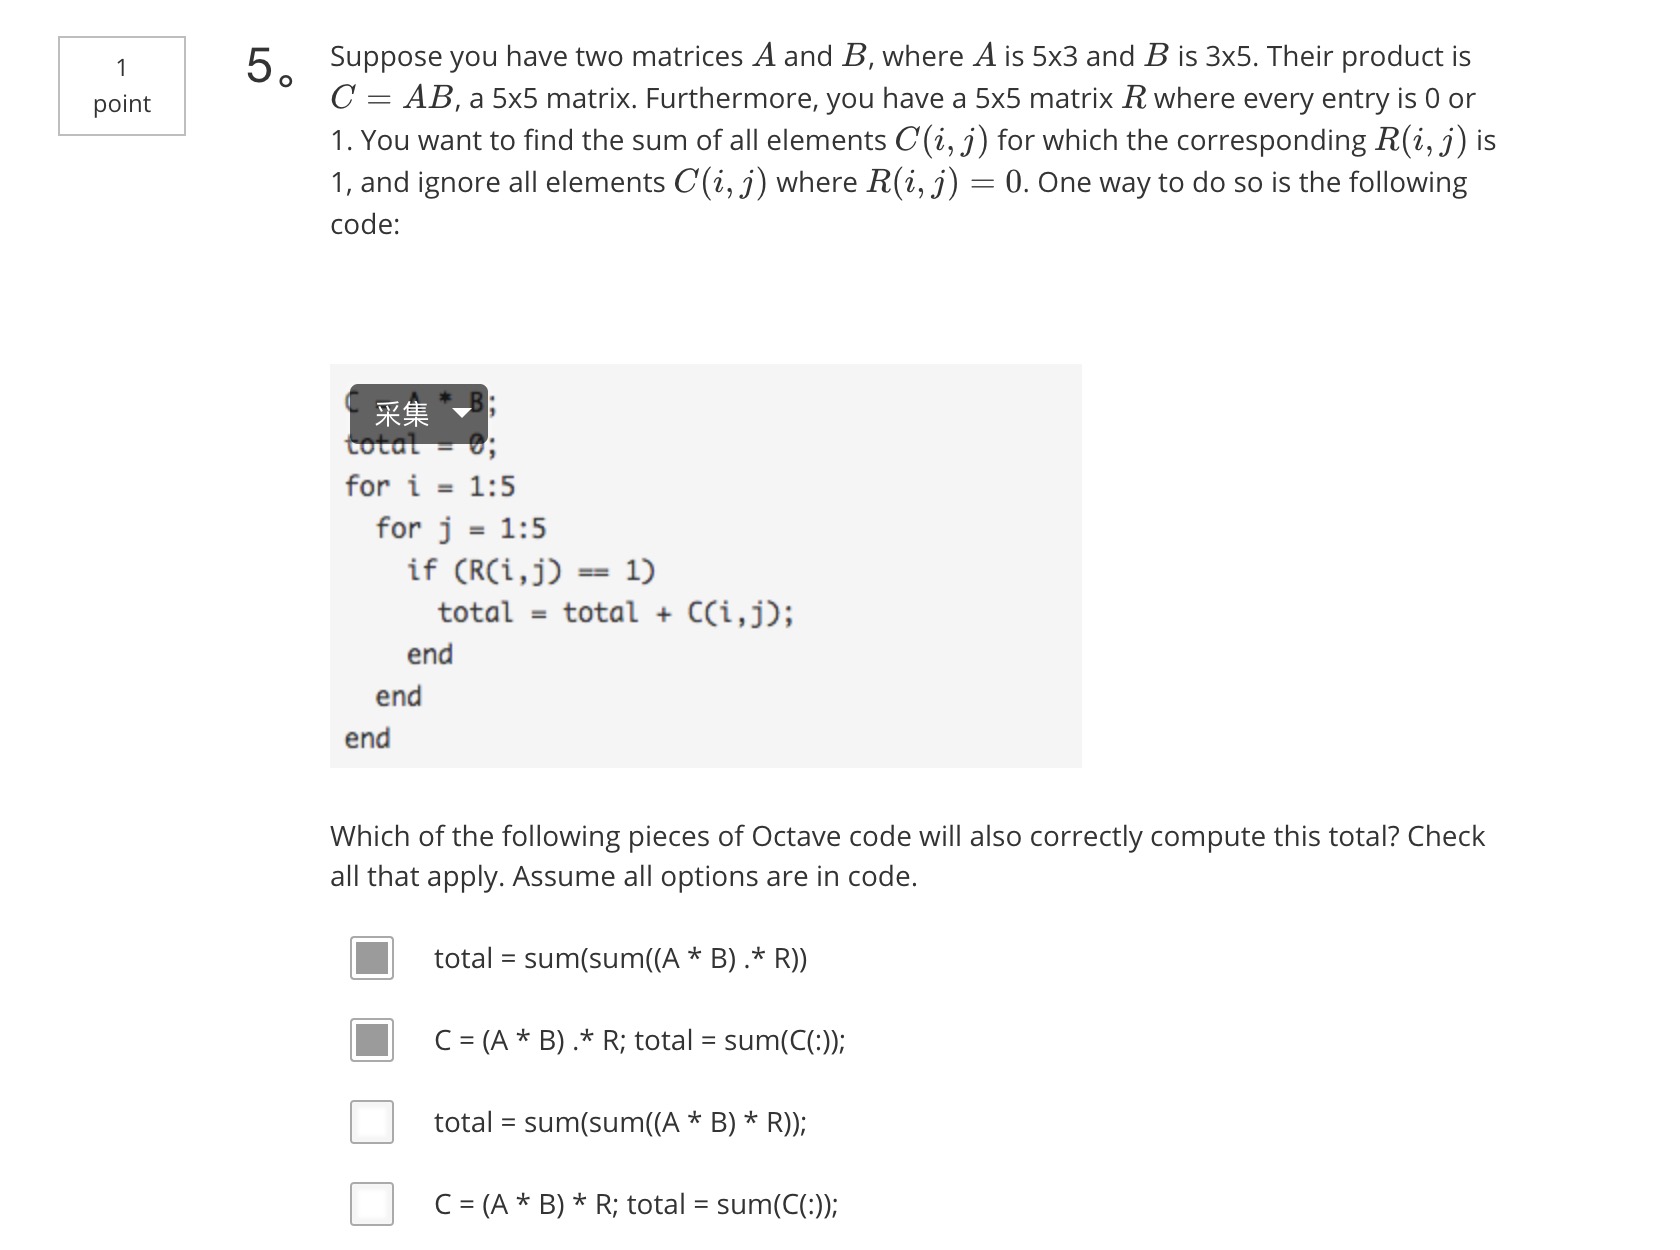 1
point
5。
Suppose you have two matrices A and B, where A is 5x3 and B is 3x5. Their product is
C = AB, a 5x5 matrix. Furthermore, you have a 5x5 matrix R where every entry is 0 or
1. You want to find the sum of all elements C(i, j) for which the corresponding R(i, j) is
1, and ignore all elements C(i, j) where R(i, j) = 0. One way to do so is the following
code:
C = A * B;
采集
total = 0;
for i = 1:5
for j = 1:5
if (R(i,j) == 1)
total = total + C(i,j);
end
end
end
Which of the following pieces of Octave code will also correctly compute this total? Check
all that apply. Assume all options are in code.
total = sum(sum((A * B) .* R))
C = (A * B) .* R; total = sum(C(:));
total = sum(sum((A * B) * R));
C = (A * B) * R; total = sum(C(:));